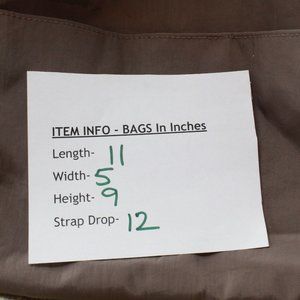 ITEM INFO - BAGS In Inches
Length- 11
Width- 5
Height- 9
Strap Drop- 12